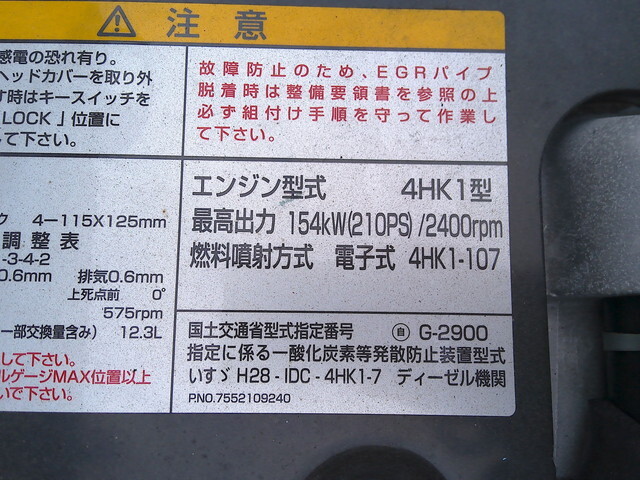 注意
感電の恐れ有り。
ヘッドカバーを取り外
す時はキースイッチを
LOCK」位置に
て下さい。
故障防止のため、EGRパイプ
脱着時は整備要領書を参照の上
必ず組付け手順を守って作業し
て下さい。
ク 4-115X125mm
調整表
-3-4-2
0.6mm 排気0.6mm
上死点前 0°
575rpm
一部交換量含み) 12.3L
して下さい。
ルゲージMAX位置以上
いで下さい。
エンジン型式 4HK1型
最高出力 154kW(210PS)/2400rpm
燃料噴射方式 電子式 4HK1-107
国土交通省型式指定番号 自 G-2900
指定に係る一酸化炭素等発散防止装置型式
いすゞ H28-IDC-4HK1-7 ディーゼル機関
P.NO.7552109240